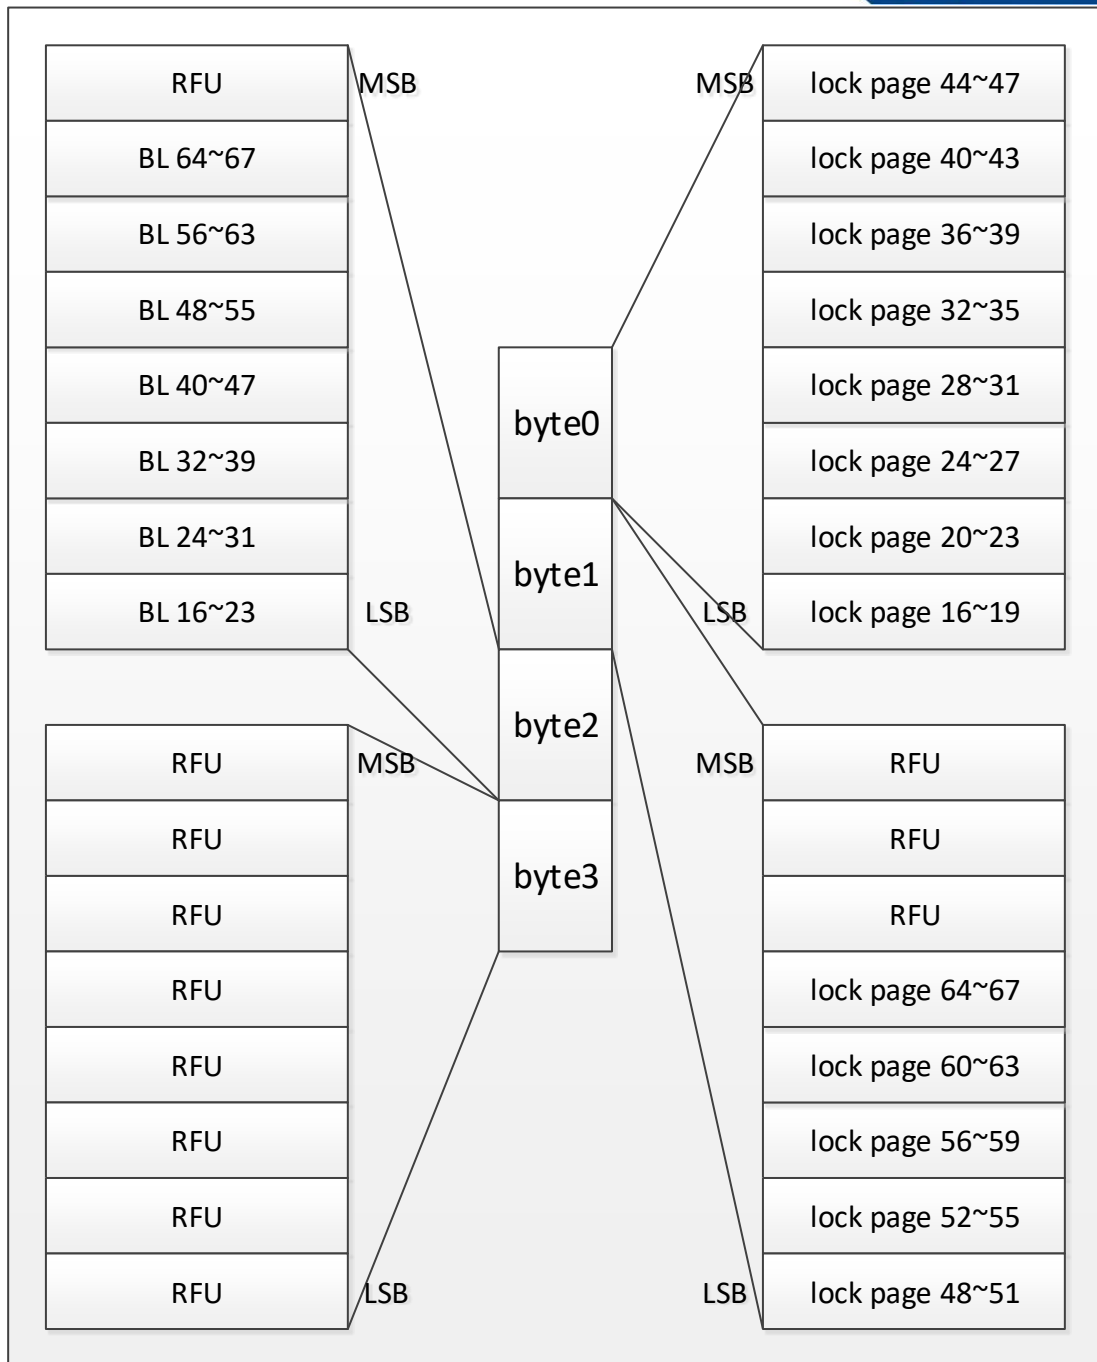 RFU
MSB
BL 64~67
BL 56~63
BL 48~55
BL 40~47
BL 32~39
BL 24~31
BL 16~23
LSB
RFU
MSB
RFU
RFU
RFU
RFU
RFU
RFU
RFU
LSB
byte0
byte1
byte2
byte3
MSB
lock page 44~47
lock page 40~43
lock page 36~39
lock page 32~35
lock page 28~31
lock page 24~27
lock page 20~23
LSB
lock page 16~19
MSB
RFU
RFU
RFU
lock page 64~67
lock page 60~63
lock page 56~59
lock page 52~55
LSB
lock page 48~51